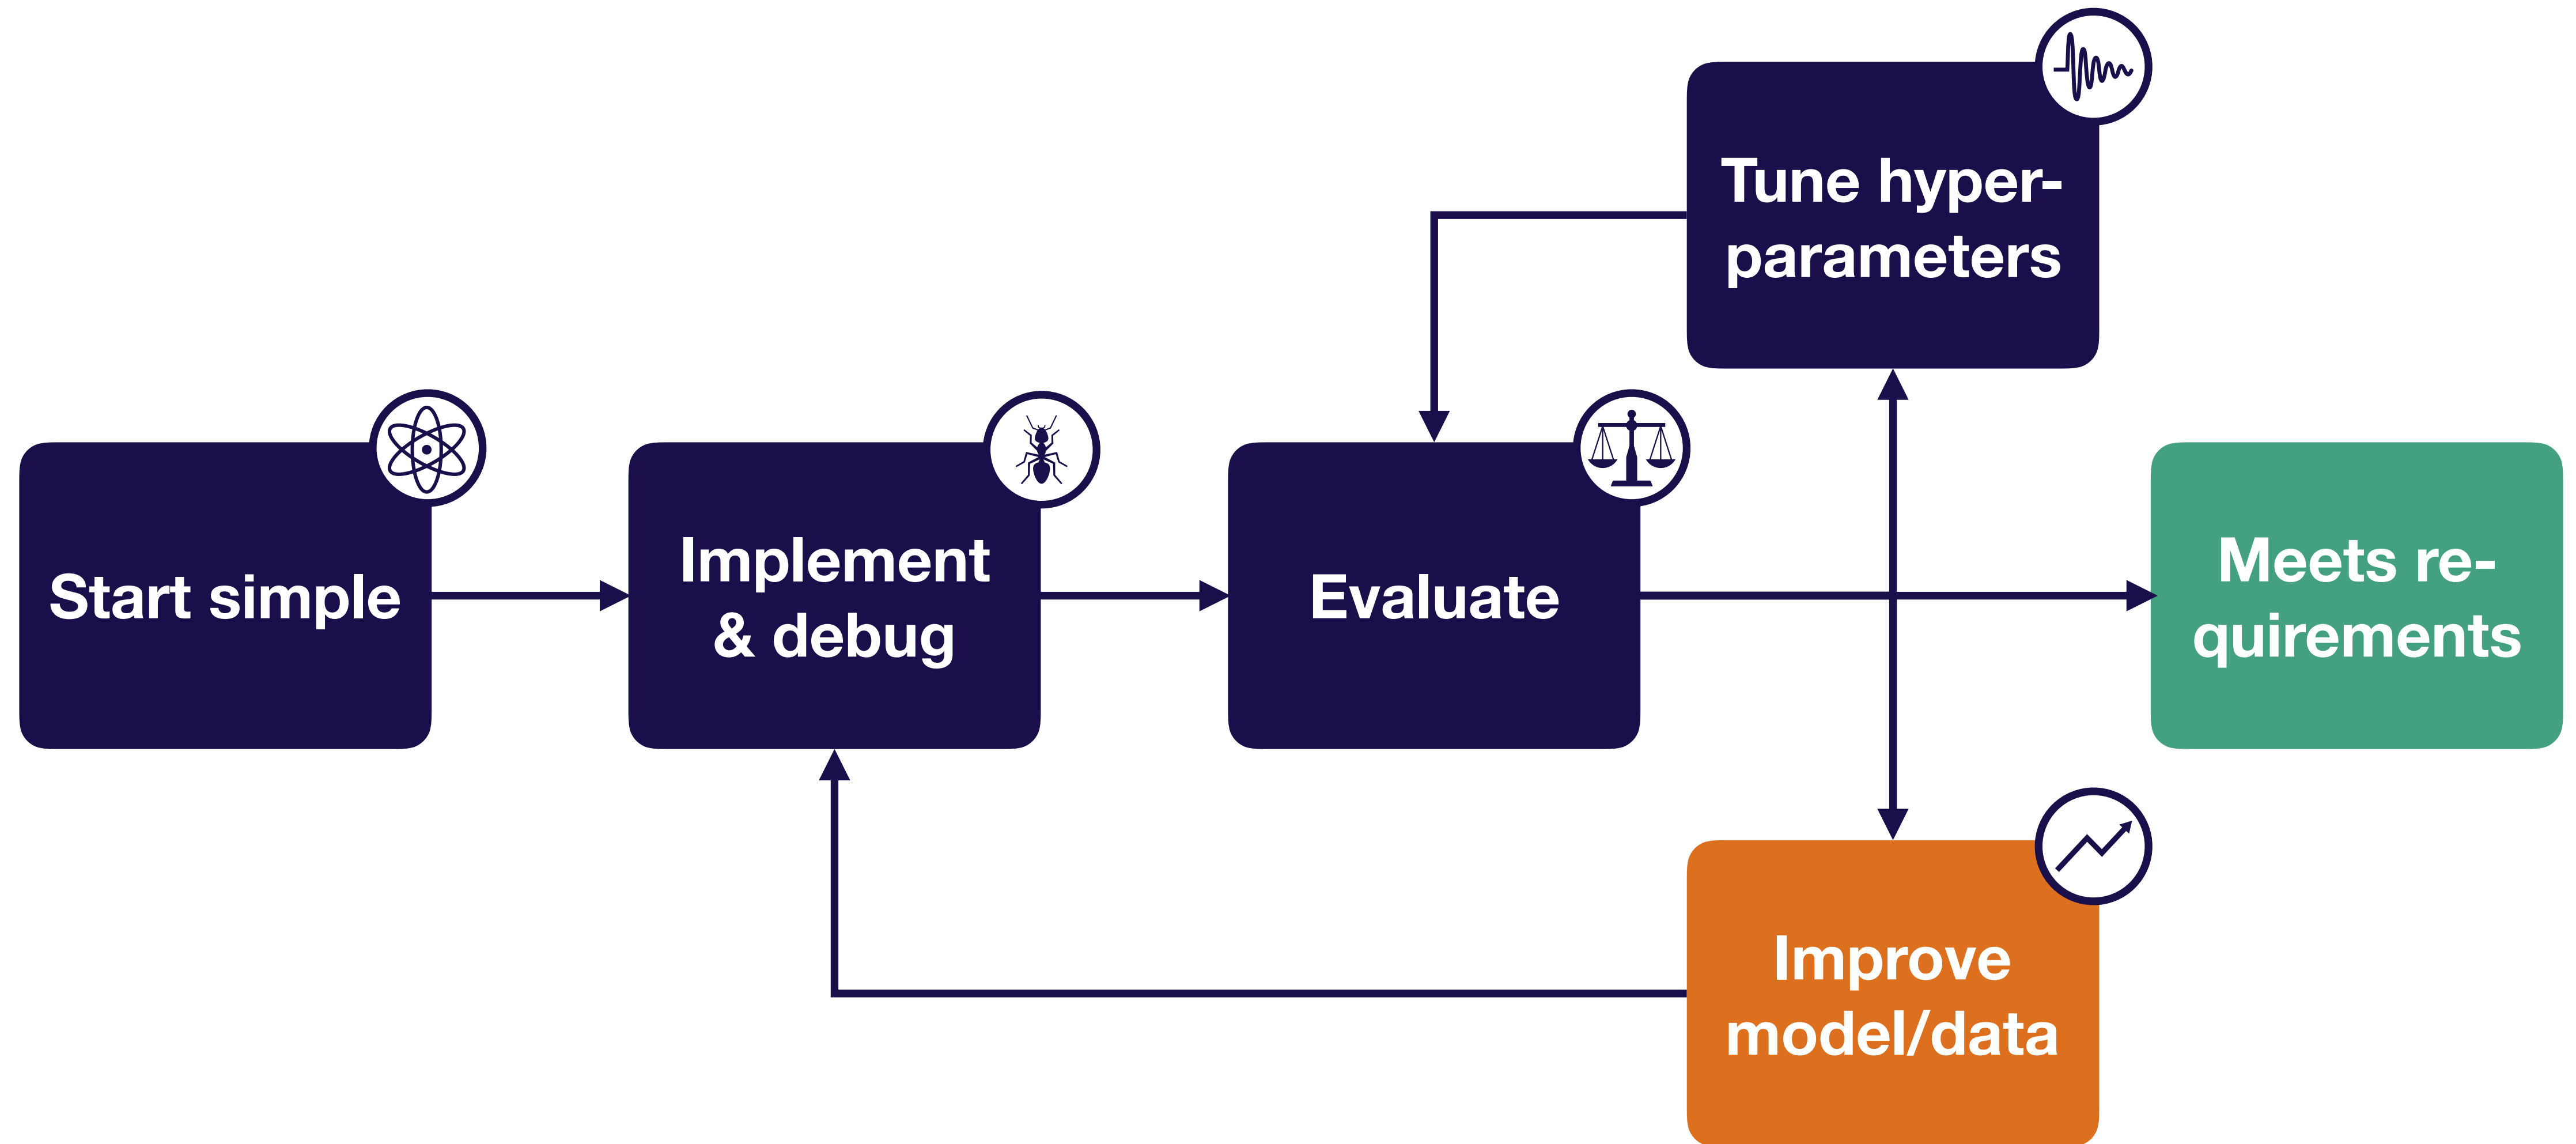 Tune hyper-
parameters
Start simple
Implement
& debug
Evaluate
Meets re-
quirements
Improve
model/data